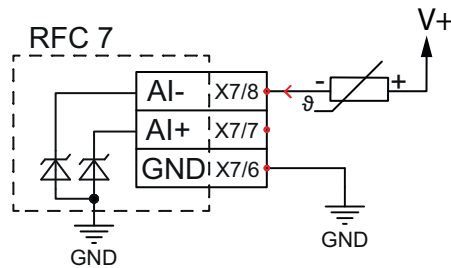 V+
RFC 7
AI- X7/8
- +
ϑ
AI+ X7/7
GND X7/6
GND
GND